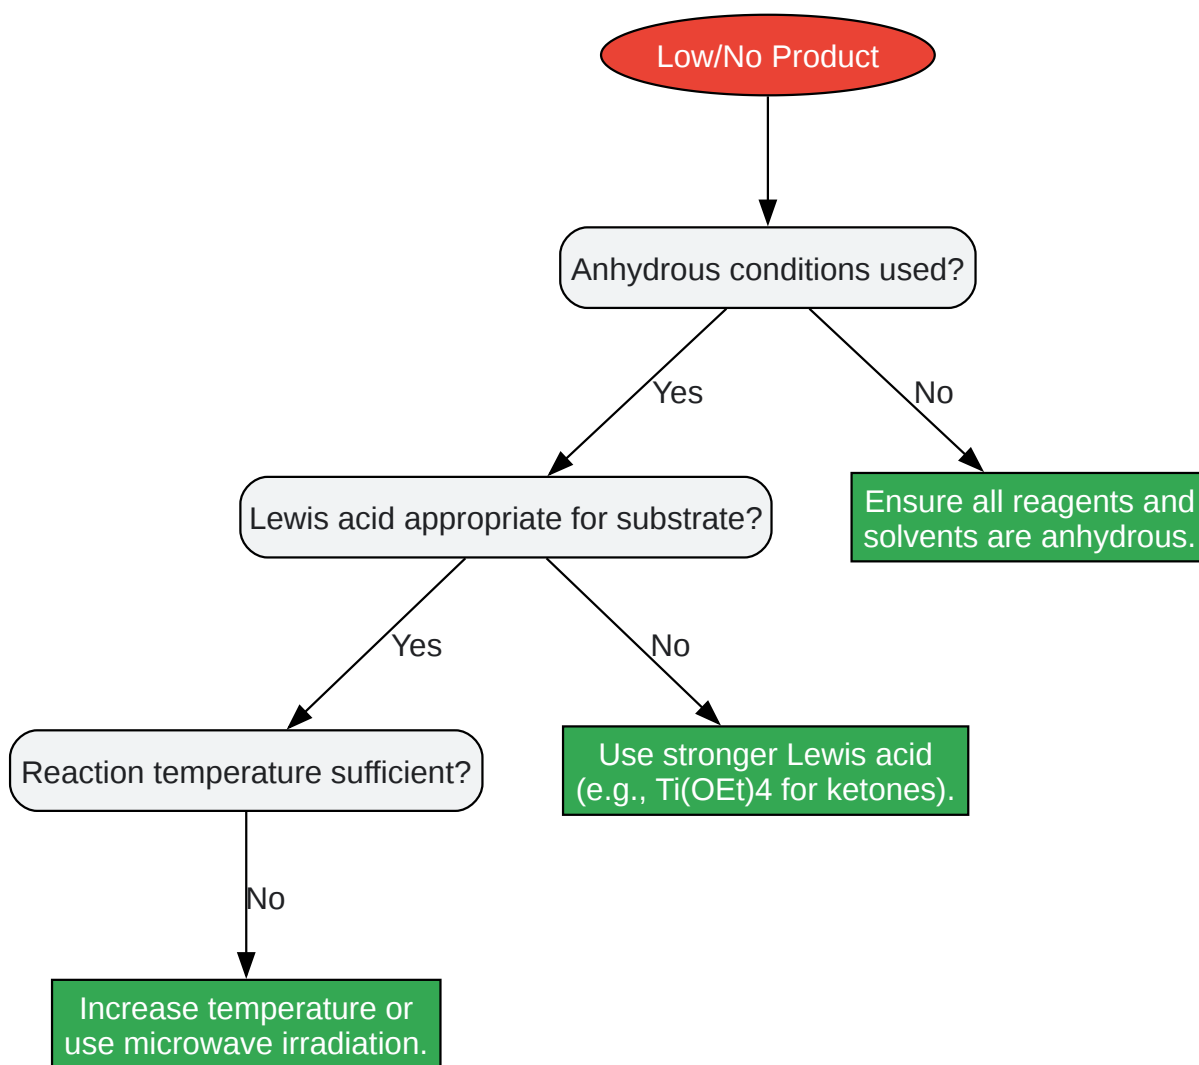 Low/No Product
Anhydrous conditions used?
Yes
No
Lewis acid appropriate for substrate?
Ensure all reagents and
solvents are anhydrous.
Yes
No
Reaction temperature sufficient?
Use stronger Lewis acid
(e.g., Ti(OEt)4 for ketones).
No
Increase temperature or
use microwave irradiation.